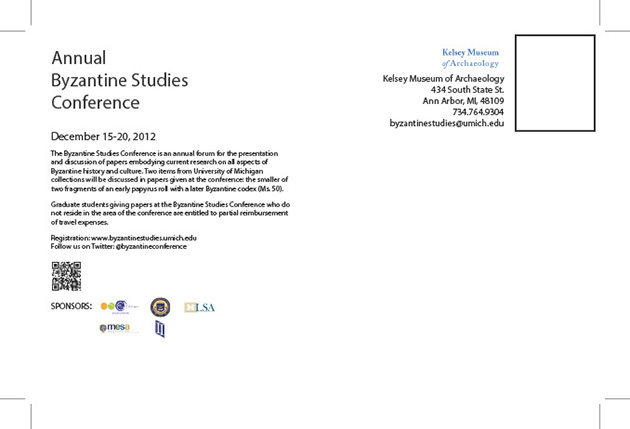 Annual
Byzantine Studies
Conference
December 15-20, 2012
The Byzantine Studies Conference is an annual forum for the presentation
and discussion of papers embodying current research on all aspects of
Byzantine history and culture. Two items from University of Michigan
collections will be discussed in papers given at the conference: the smaller of
two fragments of an early papyrus roll with a later Byzantine codex (Ms. 50).
Graduate students giving papers at the Byzantine Studies Conference who do
not reside in the area of the conference are entitled to partial reimbursement
of travel expenses.
Registration: www.byzantinestudies.umich.edu
Follow us on Twitter: @byzantineconference
SPONSORS:
LSA
mesa
Kelsey Museum
of Archaeology
Kelsey Museum of Archaeology
434 South State St.
Ann Arbor, MI, 48109
734.764.9304
byzantinestudies@umich.edu